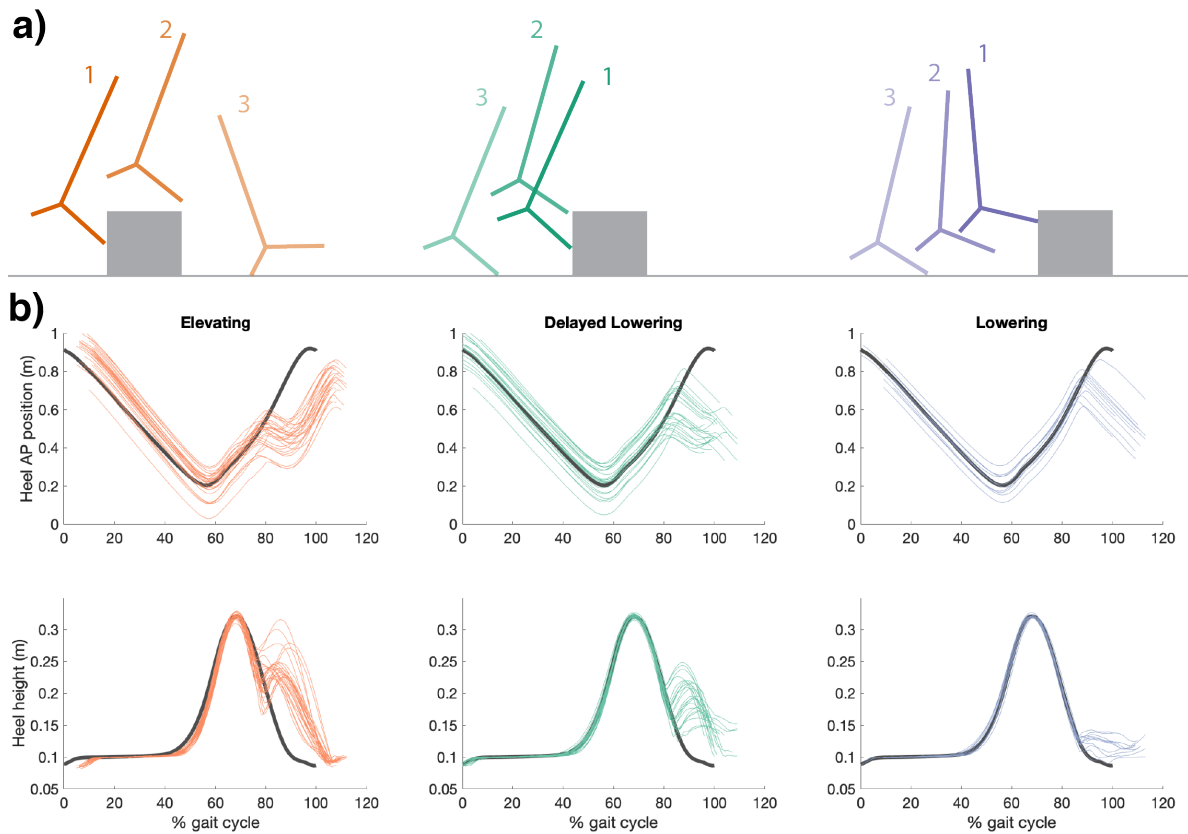 a)
1 2 3 2 1 3 1 2 3
b)
Elevating Delayed Lowering Lowering
Heel AP position (m)
1 1 1
0.8 0.8 0.8
0.6 0.6 0.6
0.4 0.4 0.4
0.2 0.2 0.2
0 0 0
0 20 40 60 80 100 120 0 20 40 60 80 100 120 0 20 40 60 80 100 120
Heel height (m)
0.3 0.3 0.3
0.25 0.25 0.25
0.2 0.2 0.2
0.15 0.15 0.15
0.1 0.1 0.1
0.05 0.05 0.05
0 20 40 60 80 100 120 0 20 40 60 80 100 120 0 20 40 60 80 100 120
% gait cycle % gait cycle % gait cycle